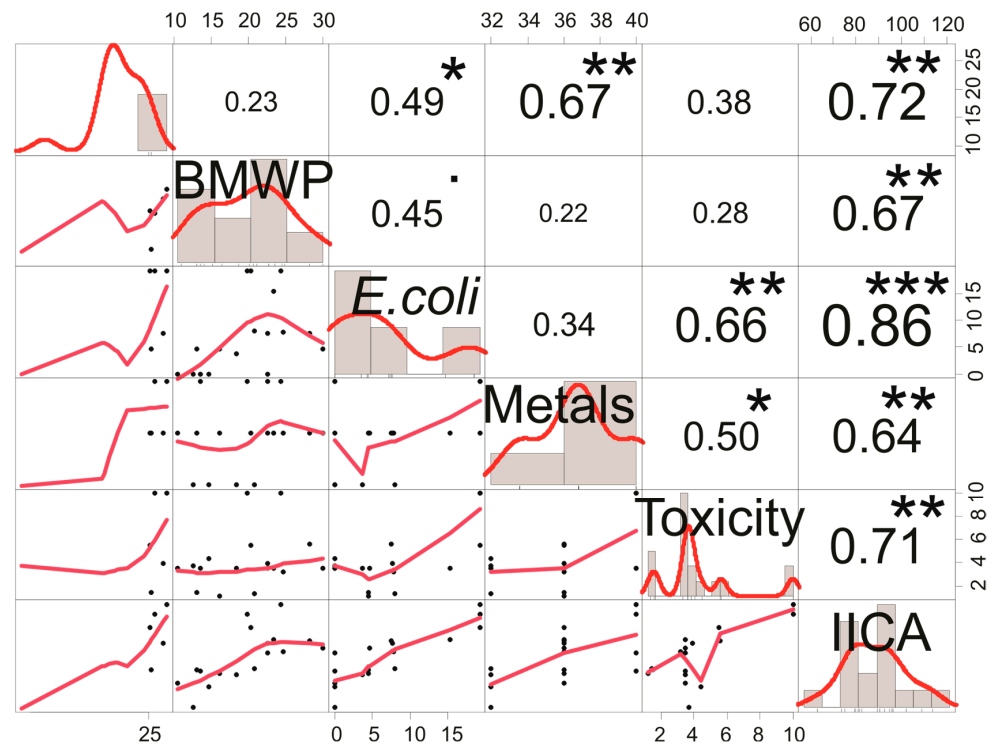 10 15 20 25 30 32 34 36 38 40 60 80 100 120
0.23 0.49 * 0.67 ** 0.38 0.72 ** 10 15 20 25
BMWP 0.45 . 0.22 0.28 0.67 **
E.coli 0.34 0.66 ** 0.86 *** 0 5 10 15
Metals 0.50 * 0.64 **
Toxicity 0.71 ** 2 4 6 8 10
IICA
25 0 5 10 15 2 4 6 8 10